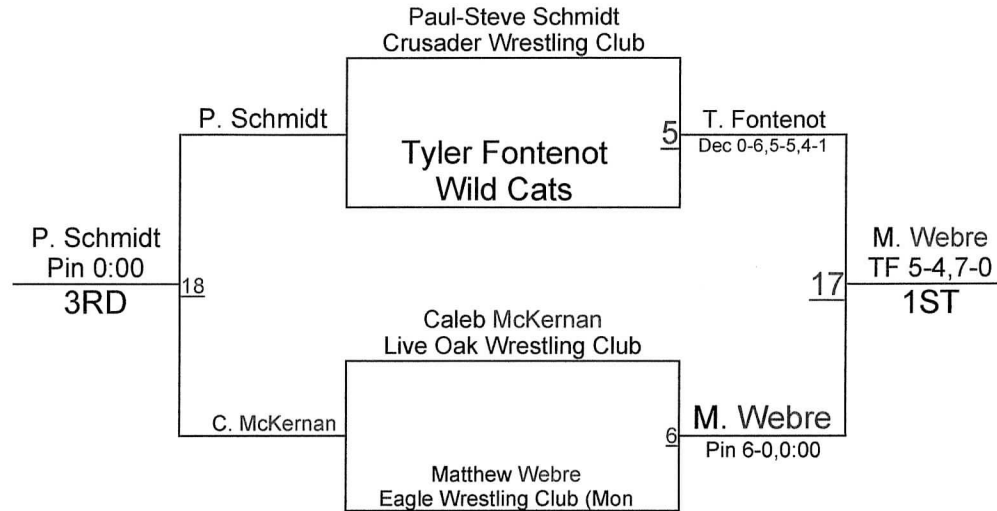 Paul-Steve Schmidt
Crusader Wrestling Club
P. Schmidt
5
T. Fontenot
Dec 0-6,5-5,4-1
Tyler Fontenot
Wild Cats
P. Schmidt
Pin 0:00
3RD
18
M. Webre
TF 5-4,7-0
1ST
17
Caleb McKernan
Live Oak Wrestling Club
C. McKernan
6
M. Webre
Pin 6-0,0:00
Matthew Webre
Eagle Wrestling Club (Mon